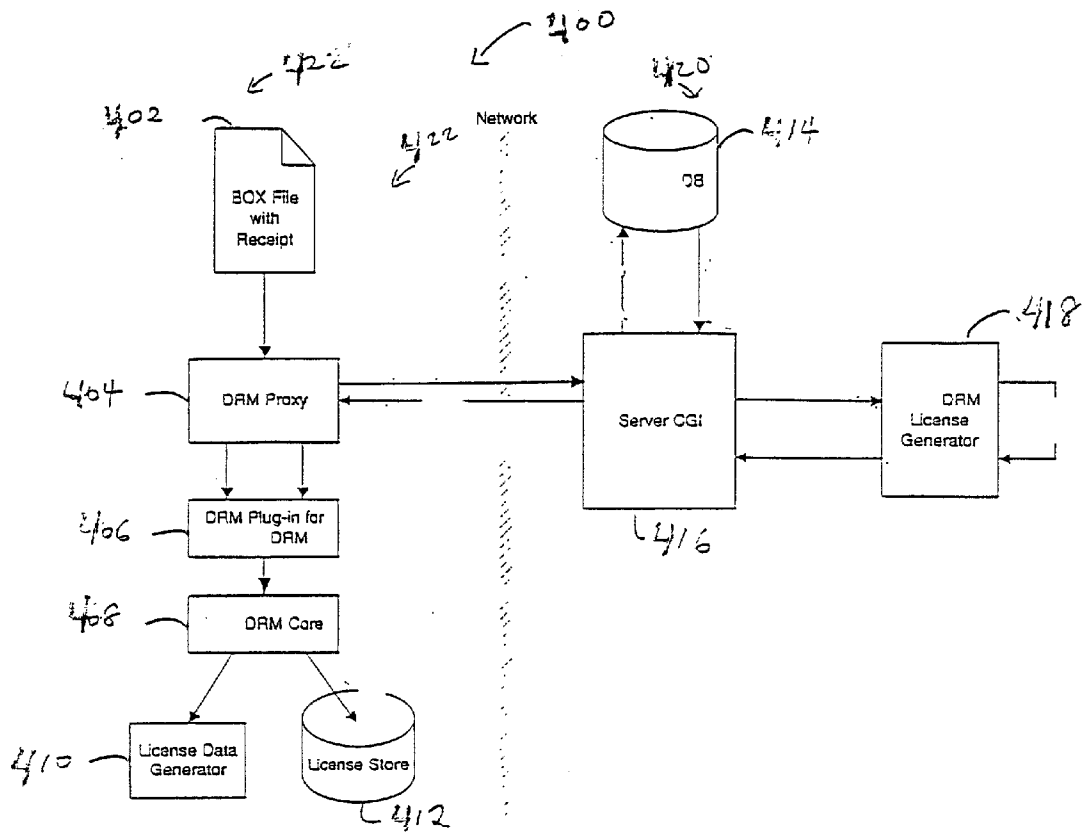 400
422
420
402
Network
422
414
DB
BOX File
with
Receipt
418
404
DRM Proxy
Server CGI
DRM
License
Generator
406
DRM Plug-in for
DRM
416
408
DRM Core
410
License Data
Generator
License Store
412